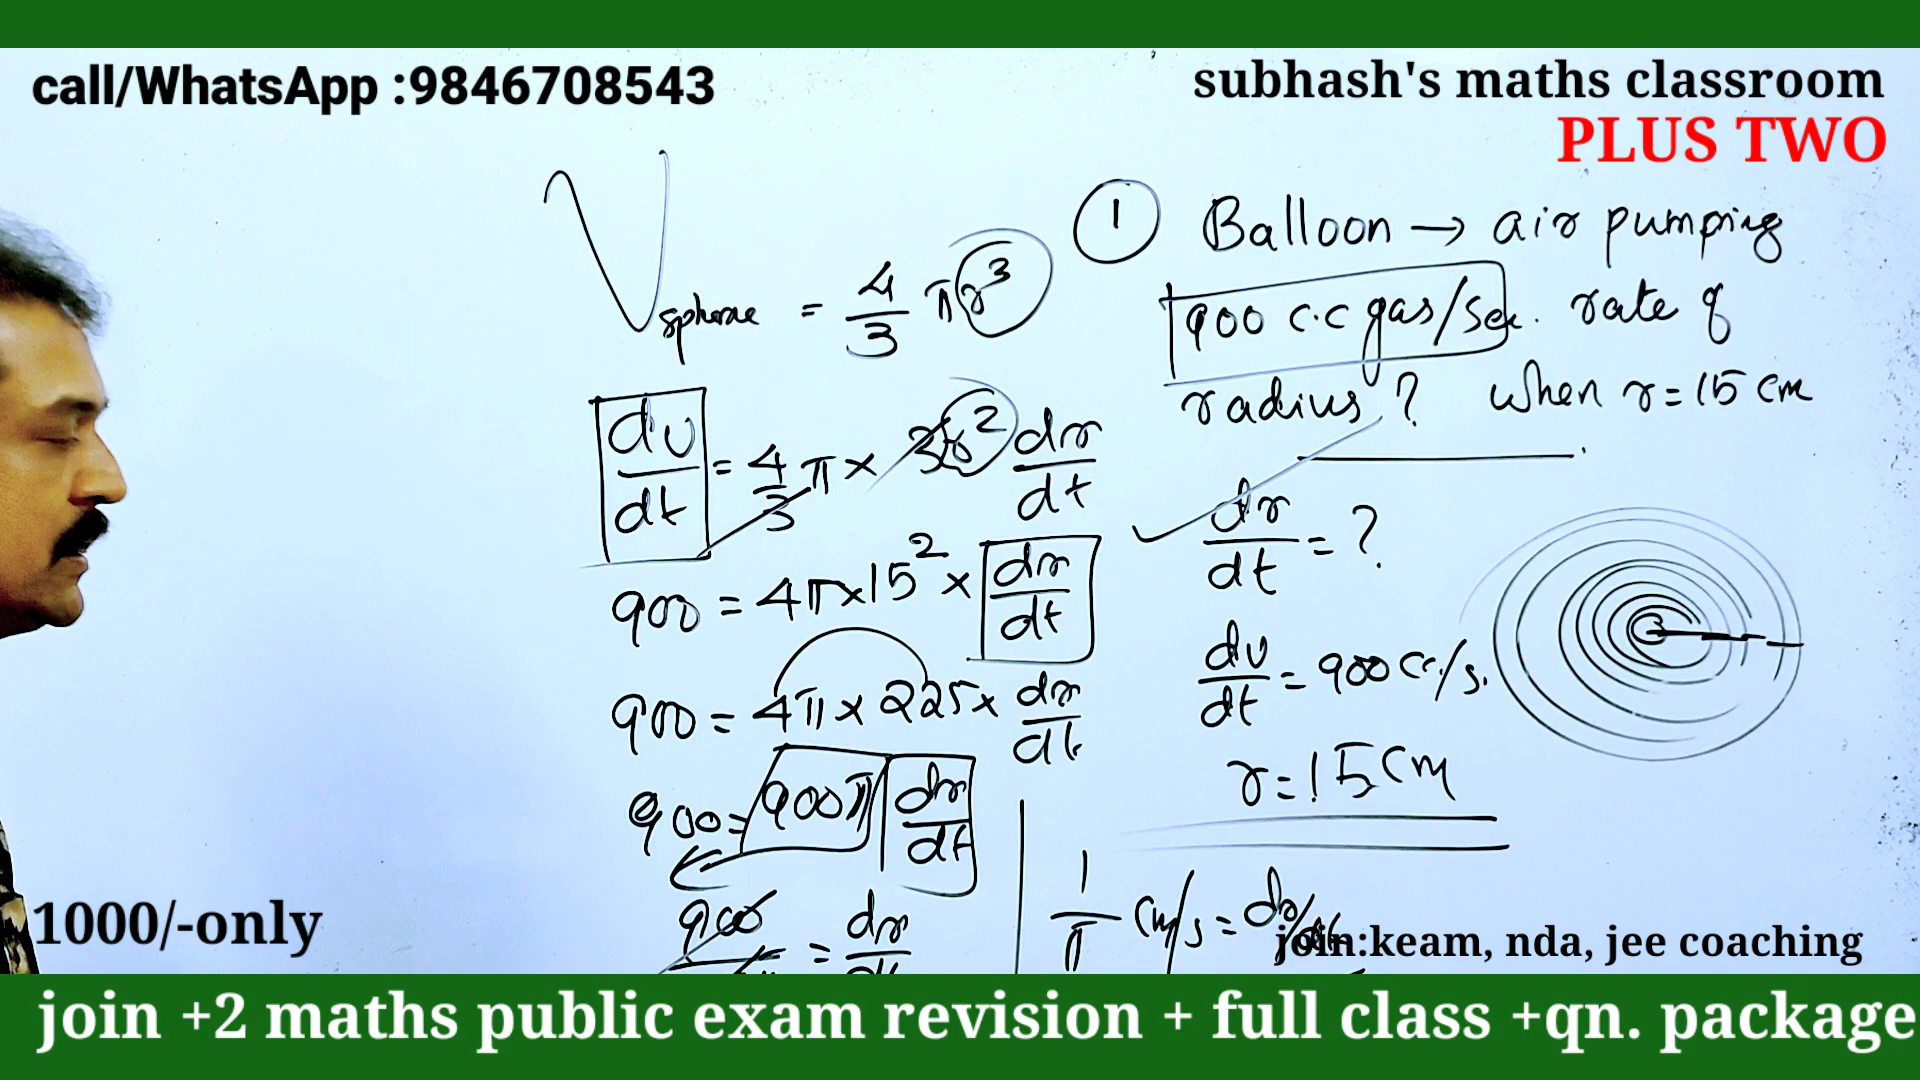 call/WhatsApp :9846708543
subhash's maths classroom
PLUS TWO
V sphere = 4/3 πr³
dv/dt = 4/3 π × 3r² dr/dt
900 = 4π×15² × dr/dt
900 = 4π × 225 × dr/dt
900 = 900π dr/dt
900/ = dr/dt
1 Balloon → air pumping
900 c.c gas/sec. rate of
radius ? when r = 15 cm
dr/dt = ?
dv/dt = 900 cc/s.
r = 15 cm
1/π cm/s = dr/dt
1000/-only
join:keam, nda, jee coaching
join +2 maths public exam revision + full class +qn. package